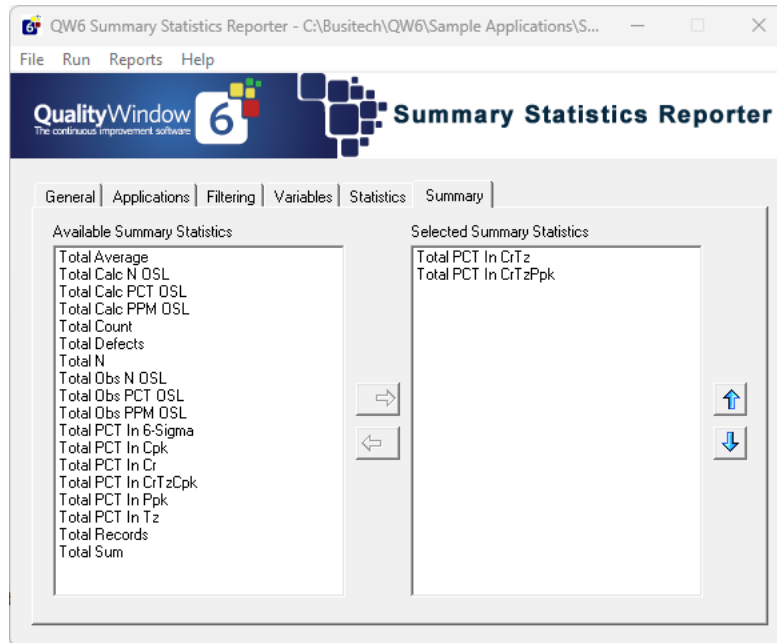 QW6 Summary Statistics Reporter - C:\Busitech\QW6\Sample Applications\S...
File Run Reports Help
QualityWindow 6
The continuous improvement software
Summary Statistics Reporter
General Applications Filtering Variables Statistics Summary
Available Summary Statistics
Total Average
Total Calc N OSL
Total Calc PCT OSL
Total Calc PPM OSL
Total Count
Total Defects
Total N
Total Obs N OSL
Total Obs PCT OSL
Total Obs PPM OSL
Total PCT In 6-Sigma
Total PCT In Cpk
Total PCT In Cr
Total PCT In CrTzCpk
Total PCT In Ppk
Total PCT In Tz
Total Records
Total Sum
Selected Summary Statistics
Total PCT In CrTz
Total PCT In CrTzPpk